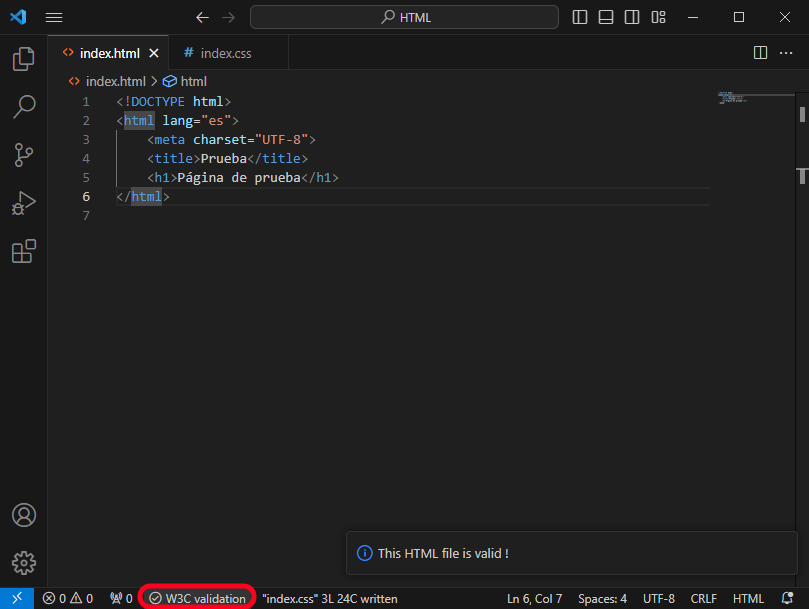 HTML
index.html
# index.css
index.html > html
1 <!DOCTYPE html>
2 <html lang="es">
3 <meta charset="UTF-8">
4 <title>Prueba</title>
5 <h1>Página de prueba</h1>
6 </html>
7
This HTML file is valid !
0 0 0 W3C validation "index.css" 3L 24C written Ln 6, Col 7 Spaces: 4 UTF-8 CRLF HTML